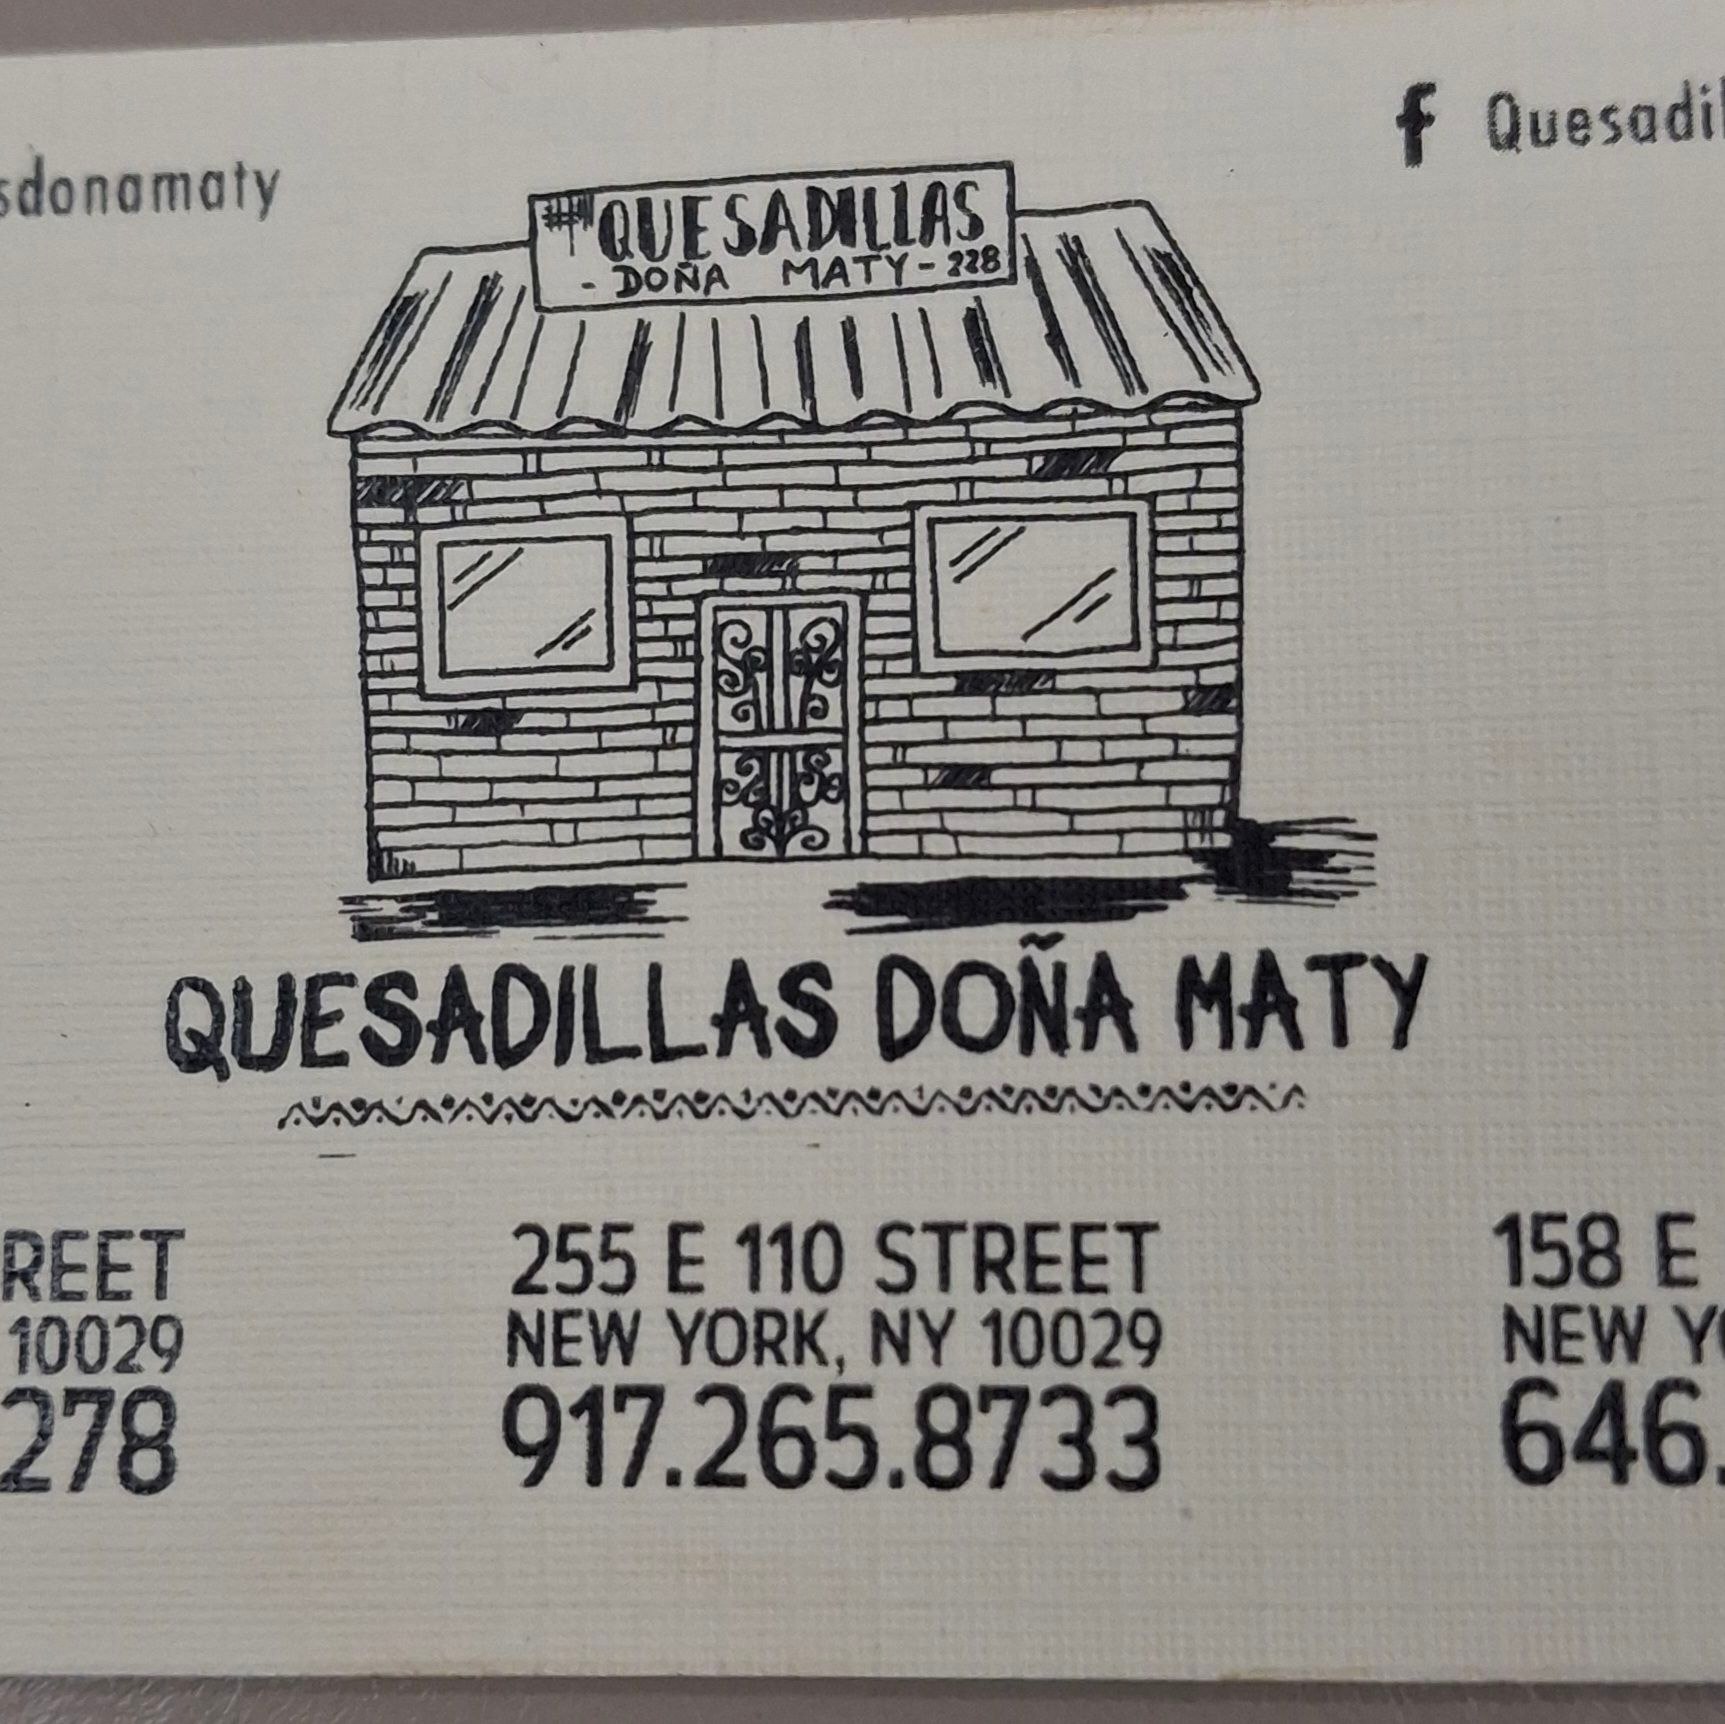 sdonamaty
f Quesadil
QUESADILLAS
- DOÑA MATY - 228
QUESADILLAS DOÑA MATY
REET
10029
278
255 E 110 STREET
NEW YORK, NY 10029
917.265.8733
158 E
NEW YO
646.